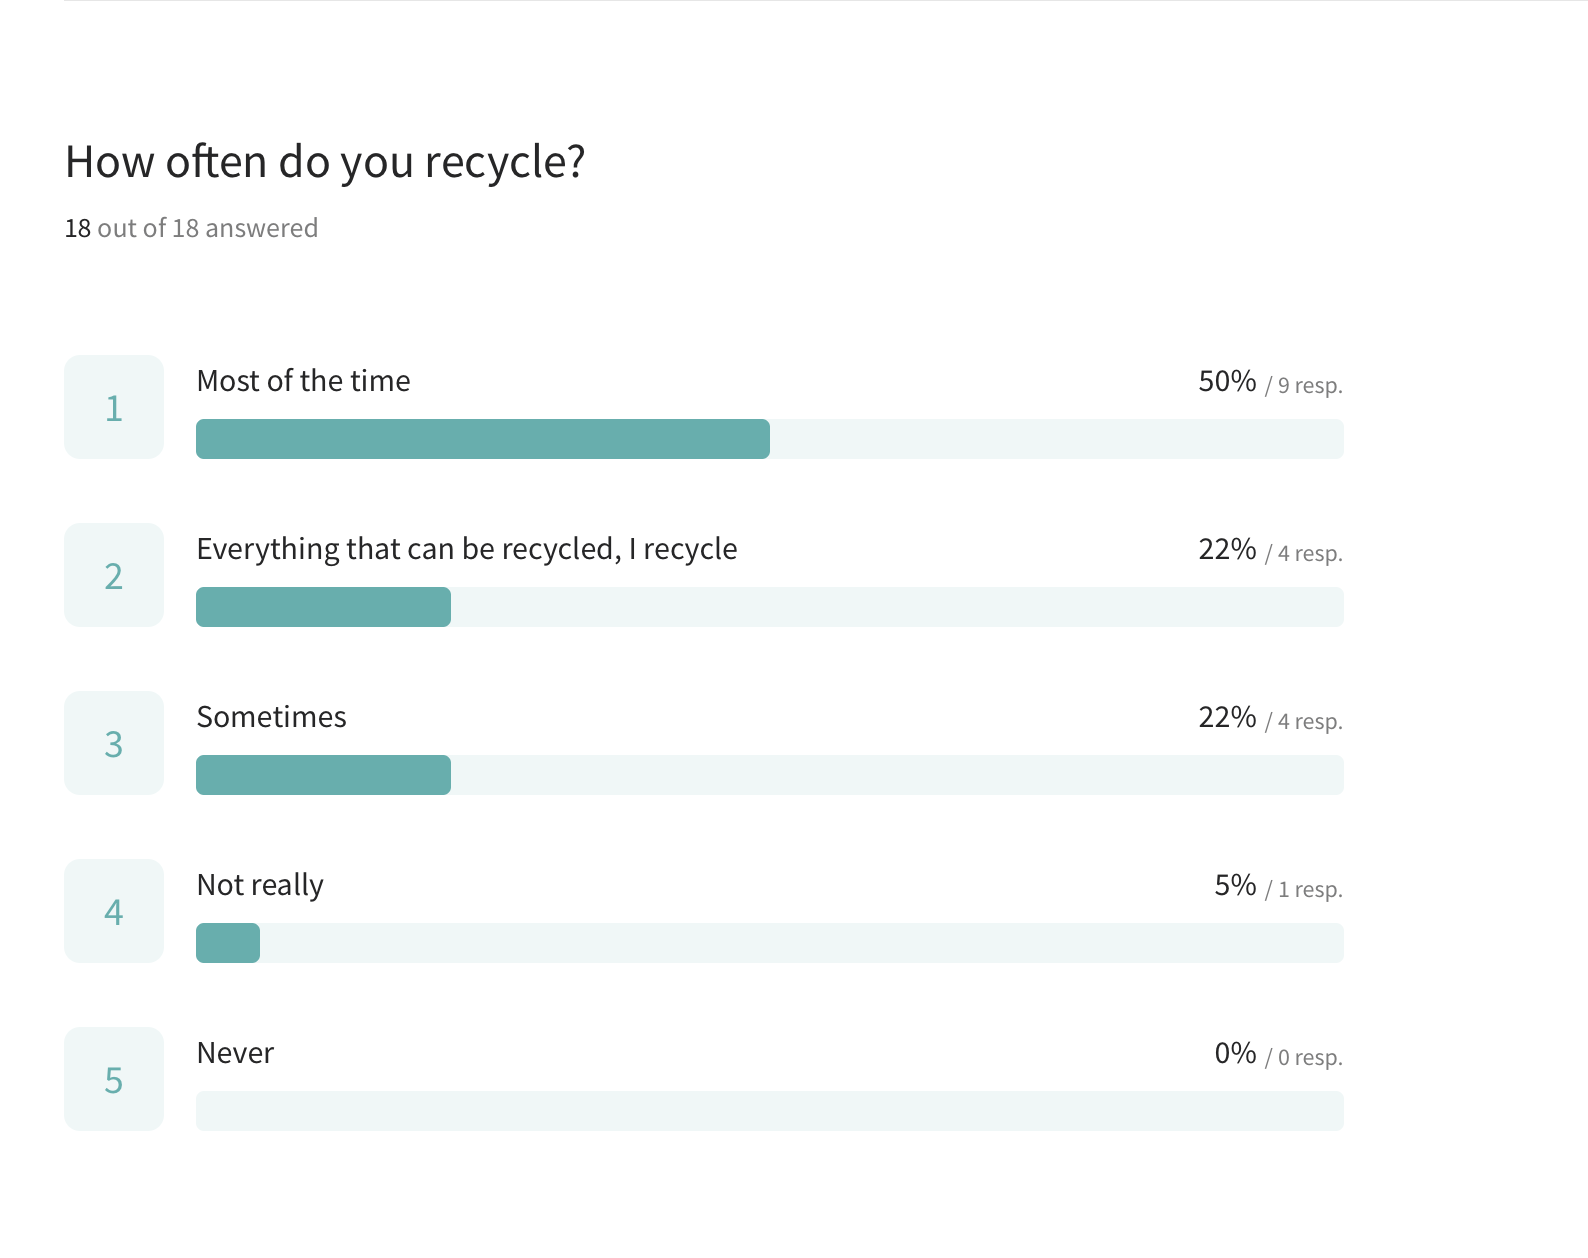 How often do you recycle?
18 out of 18 answered
1
Most of the time
50% / 9 resp.
2
Everything that can be recycled, I recycle
22% / 4 resp.
3
Sometimes
22% / 4 resp.
4
Not really
5% / 1 resp.
5
Never
0% / 0 resp.